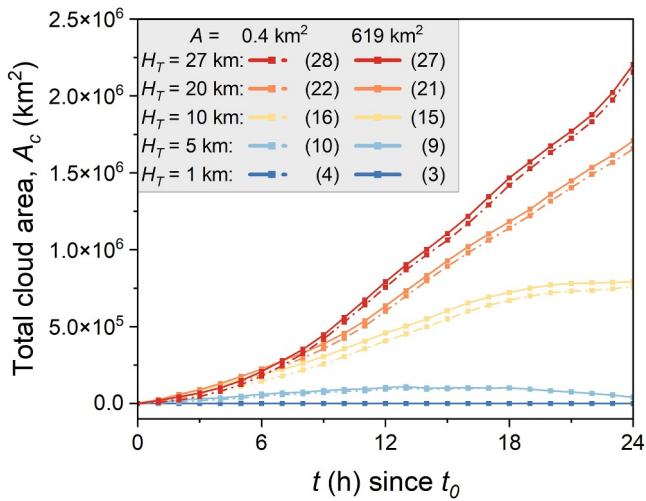 2.5×10⁶
2.0×10⁶
1.5×10⁶
1.0×10⁶
5.0×10⁵
0.0
Total cloud area, A_c (km²)
A = 0.4 km² 619 km²
H_T = 27 km: (28) (27)
H_T = 20 km: (22) (21)
H_T = 10 km: (16) (15)
H_T = 5 km: (10) (9)
H_T = 1 km: (4) (3)
0 6 12 18 24
t (h) since t_0